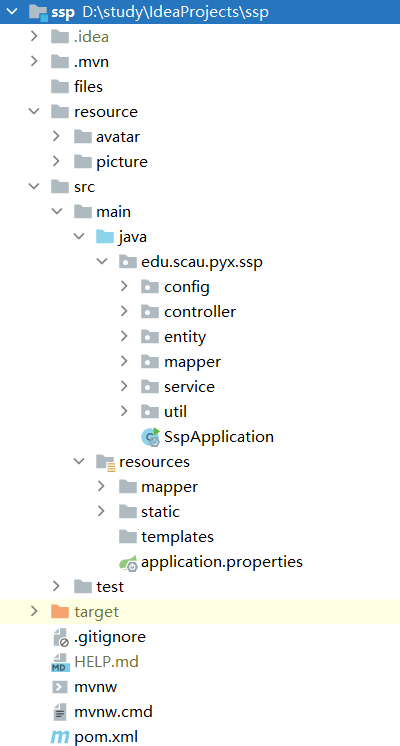 ssp D:\study\IdeaProjects\ssp
.idea
.mvn
files
resource
avatar
picture
src
main
java
edu.scau.pyx.ssp
config
controller
entity
mapper
service
util
C SspApplication
resources
mapper
static
templates
application.properties
test
target
.gitignore
MD HELP.md
mvnw
mvnw.cmd
m pom.xml